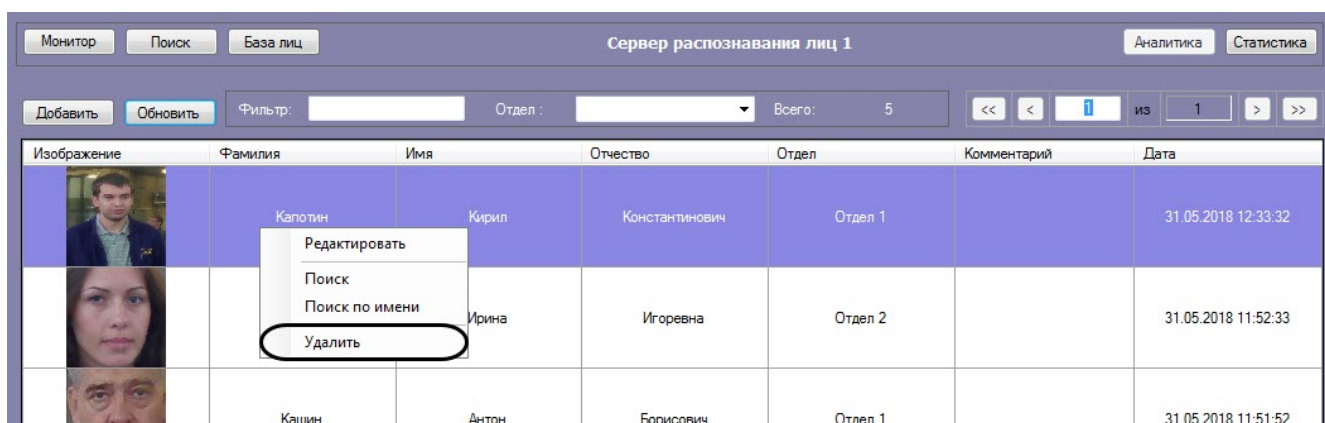 Монитор Поиск База лиц Сервер распознавания лиц 1 Аналитика Статистика
Добавить Обновить Фильтр: Отдел : Всего: 5 << < 1 из 1 > >>
Изображение Фамилия Имя Отчество Отдел Комментарий Дата
Капотин Кирил Константинович Отдел 1 31.05.2018 12:33:32
Редактировать
Поиск
Поиск по имени
Ирина Игоревна Отдел 2 31.05.2018 11:52:33
Удалить
Кашин Антон Борисович Отдел 1 31.05.2018 11:51:52